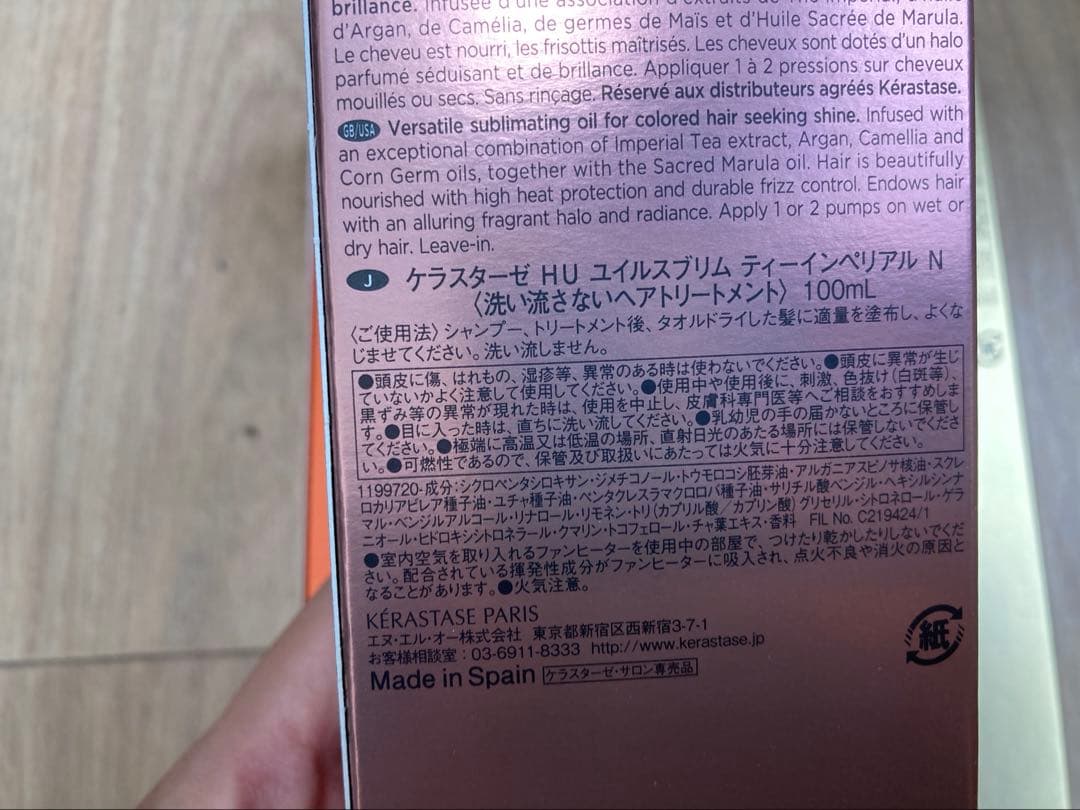 brillance. Infusée d'une association d'extraits de Thé Impérial, d'huile
d'Argan, de Camélia, de germes de Maïs et d'Huile Sacrée de Marula.
Le cheveu est nourri, les frisottis maîtrisés. Les cheveux sont dotés d'un halo
parfumé séduisant et de brillance. Appliquer 1 à 2 pressions sur cheveux
mouillés ou secs. Sans rinçage. Réservé aux distributeurs agréés Kérastase.
GB/USA Versatile sublimating oil for colored hair seeking shine. Infused with
an exceptional combination of Imperial Tea extract, Argan, Camellia and
Corn Germ oils, together with the Sacred Marula oil. Hair is beautifully
nourished with high heat protection and durable frizz control. Endows hair
with an alluring fragrant halo and radiance. Apply 1 or 2 pumps on wet or
dry hair. Leave-in.
J ケラスターゼ HU ユイルスブリム ティーインペリアル N
〈洗い流さないヘアトリートメント〉 100mL
〈ご使用法〉シャンプー、トリートメント後、タオルドライした髪に適量を塗布し、よくな
じませてください。洗い流しません。
●頭皮に傷、はれもの、湿疹等、異常のある時は使わないでください。●頭皮に異常が生じ
ていないかよく注意して使用してください。●使用中や使用後に、刺激、色抜け(白斑等)、
黒ずみ等の異常が現れた時は、使用を中止し、皮膚科専門医等へご相談をおすすめしま
す。●目に入った時は、直ちに洗い流してください。●乳幼児の手の届かないところに保管し
てください。●極端に高温又は低温の場所、直射日光のあたる場所には保管しないでくださ
い。●可燃性であるので、保管及び取扱いにあたっては火気に十分注意してください。
1199720-成分:シクロペンタシロキサン・ジメチコノール・トウモロコシ胚芽油・アルガニアスピノサ核油・スクレ
ロカリアビレア種子油・ユチャ種子油・ペンタクレスラマクロロバ種子油・サリチル酸ベンジル・ヘキシルシンナ
マル・ベンジルアルコール・リナロール・リモネン・トリ(カプリル酸/カプリン酸)グリセリル・シトロネロール・ゲラ
ニオール・ヒドロキシシトロネラール・クマリン・トコフェロール・チャ葉エキス・香料 FIL No. C219424/1
●室内空気を取り入れるファンヒーターを使用中の部屋で、つけたり乾かしたりしないでくだ
さい。配合されている揮発性成分がファンヒーターに吸入され、点火不良や消火の原因と
なることがあります。●火気注意。
KÉRASTASE PARIS
エヌ・エル・オー株式会社 東京都新宿区西新宿3-7-1
お客様相談室:03-6911-8333 http://www.kerastase.jp
Made in Spain ケラスターゼ・サロン専売品
紙